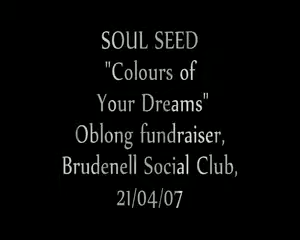 SOUL SEED
"Colours of
Your Dreams"
Oblong fundraiser,
Brudenell Social Club,
21/04/07